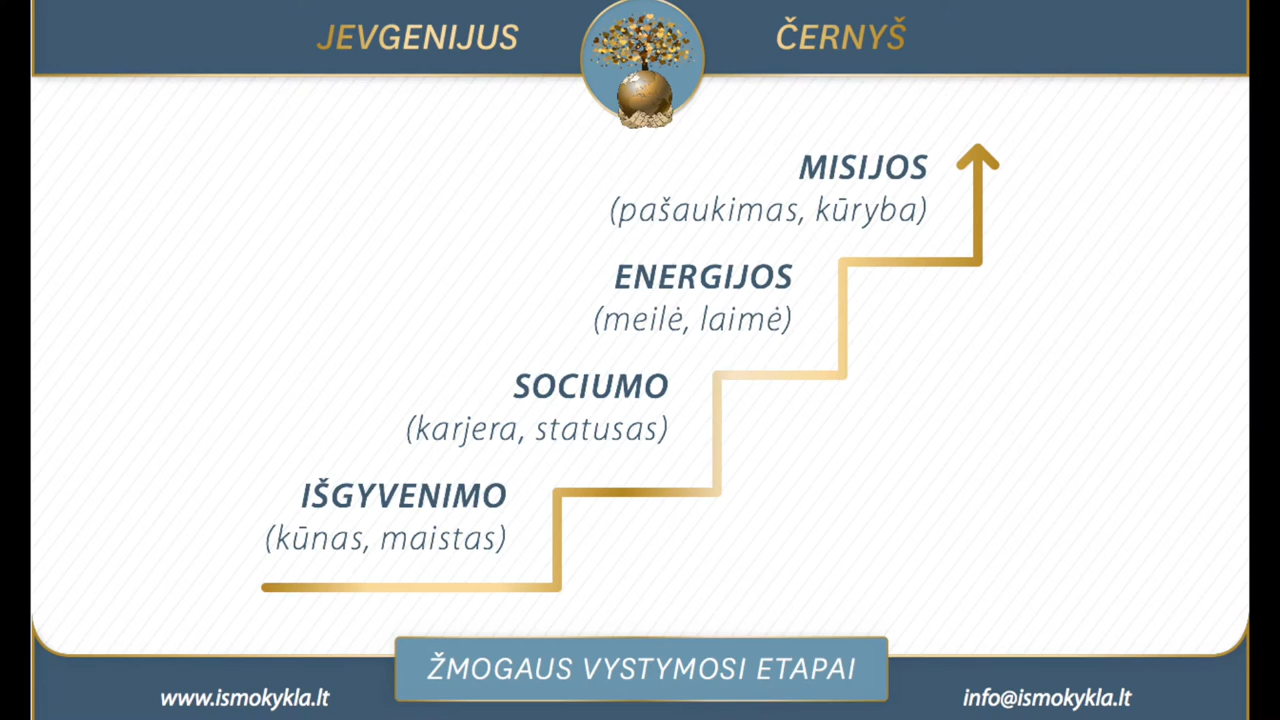 JEVGENIJUS ČERNYŠ
MISIJOS
(pašaukimas, kūryba)
ENERGIJOS
(meilė, laimė)
SOCIUMO
(karjera, statusas)
IŠGYVENIMO
(kūnas, maistas)
ŽMOGAUS VYSTYMOSI ETAPAI
www.ismokykla.lt
info@ismokykla.lt